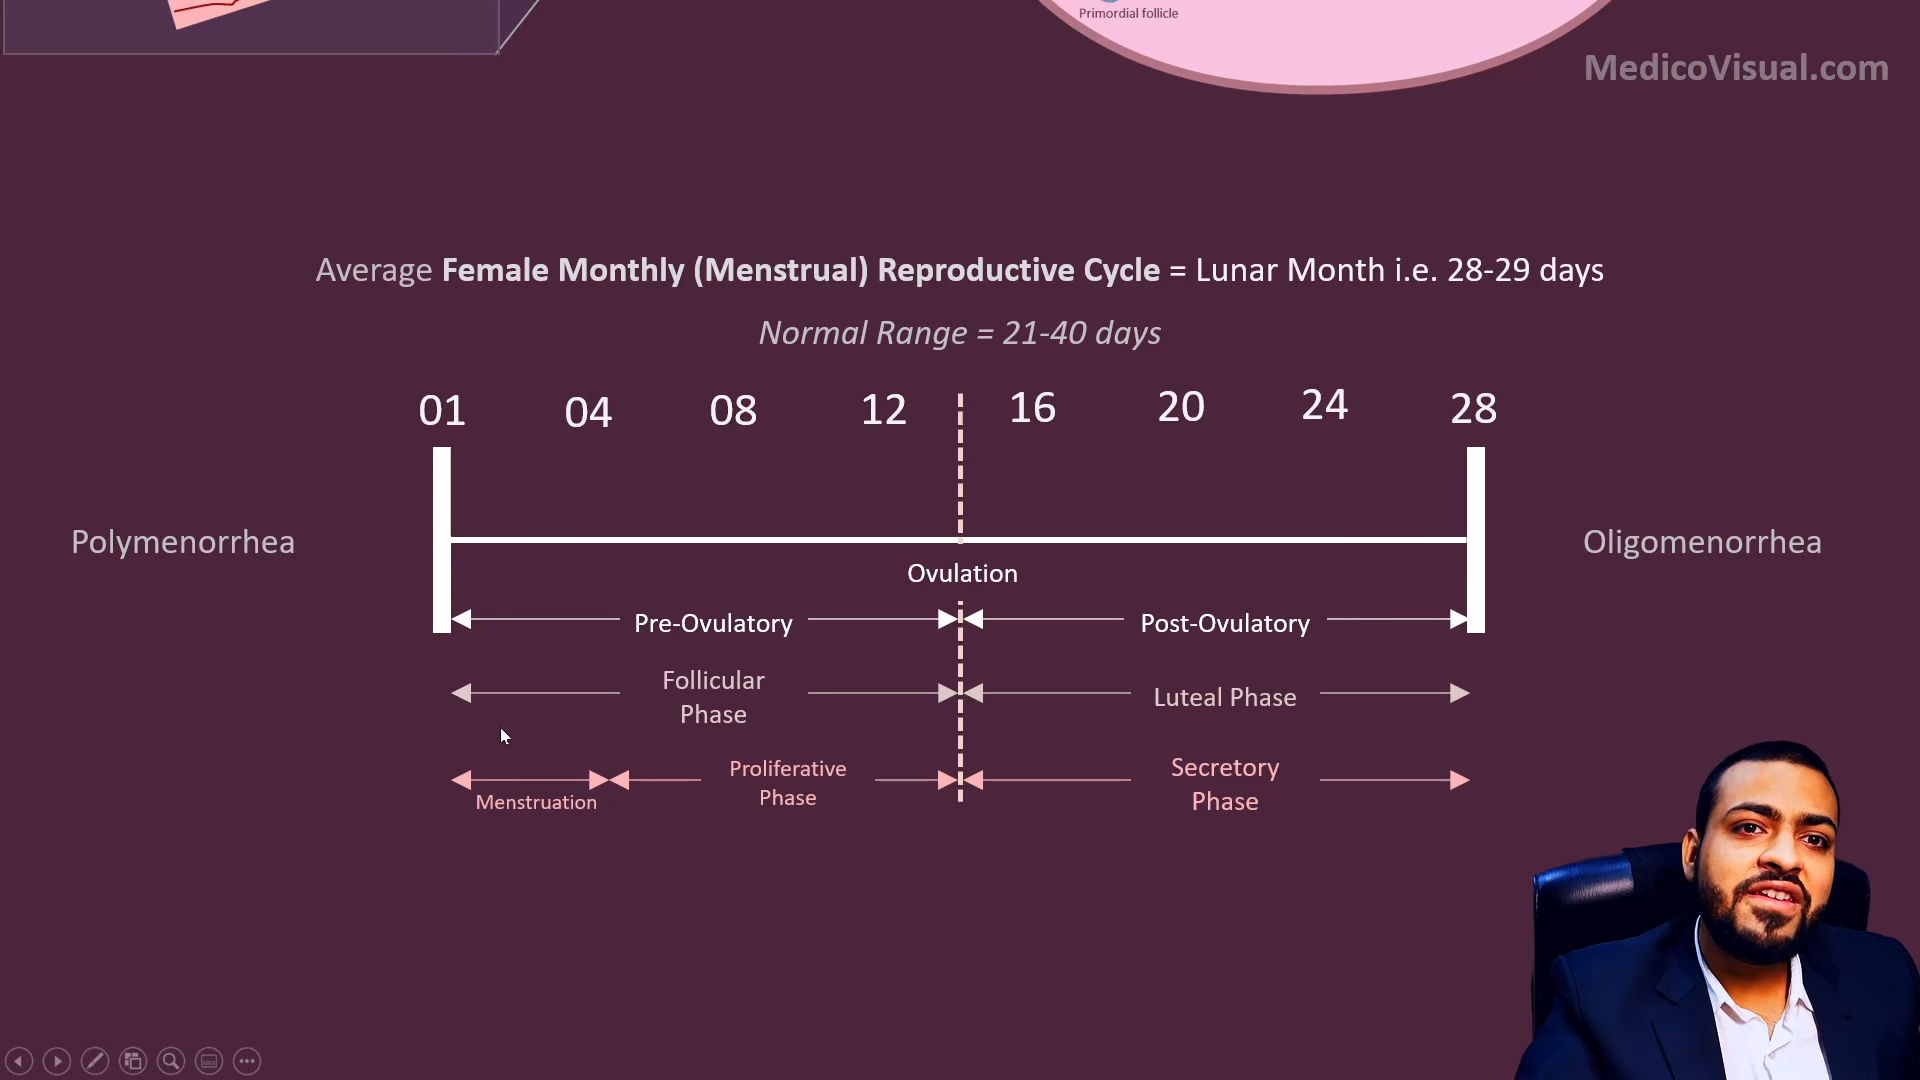 Primordial follicle
MedicoVisual.com
Average Female Monthly (Menstrual) Reproductive Cycle = Lunar Month i.e. 28-29 days
Normal Range = 21-40 days
01 04 08 12 16 20 24 28
Polymenorrhea
Oligomenorrhea
Ovulation
Pre-Ovulatory
Post-Ovulatory
Follicular
Phase
Luteal Phase
Menstruation
Proliferative
Phase
Secretory
Phase